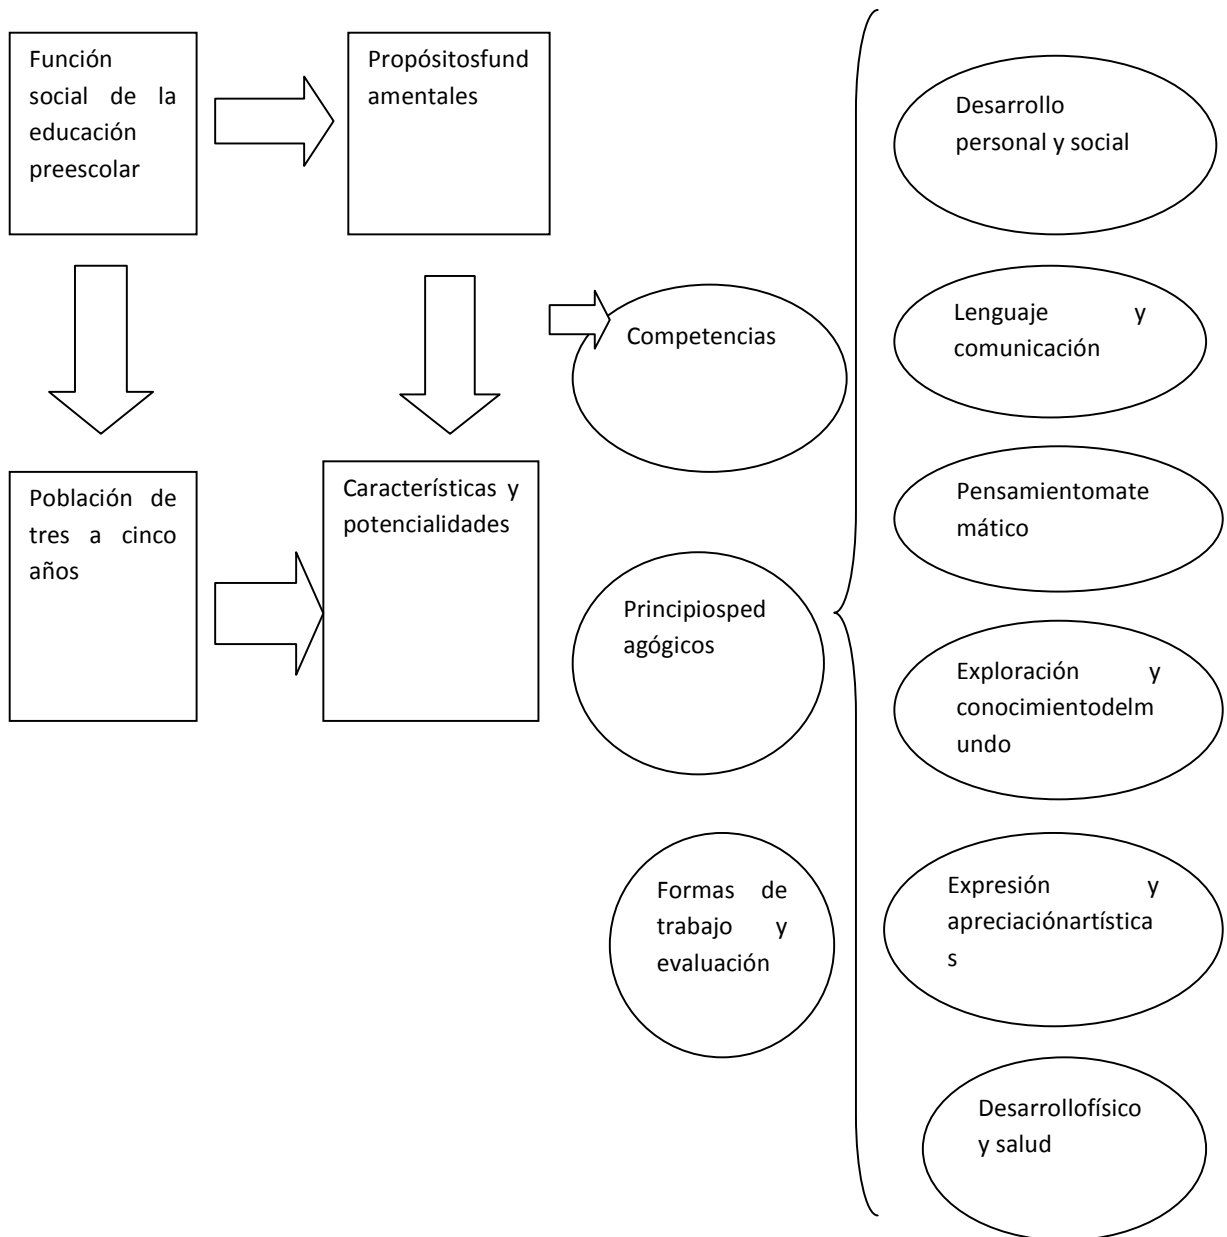 Función
social de la
educación
preescolar
Propósitosfund
amentales
Desarrollo
personal y social
Lenguaje y
comunicación
Competencias
Población de
tres a cinco
años
Características y
potencialidades
Pensamientomate
mático
Principiosped
agógicos
Exploración y
conocimientodelm
undo
Formas de
trabajo y
evaluación
Expresión y
apreciaciónartística
s
Desarrollofísico
y salud